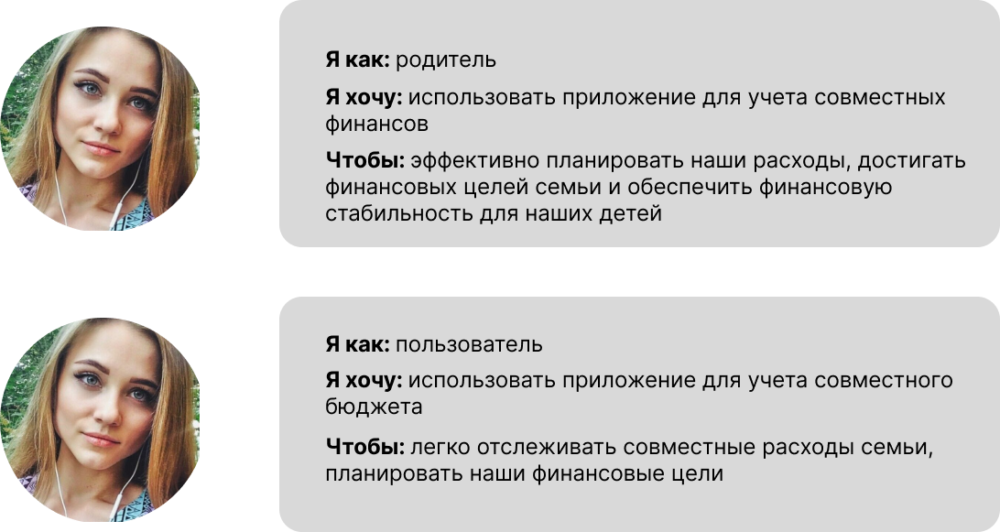 Я как: родитель
Я хочу: использовать приложение для учета совместных
финансов
Чтобы: эффективно планировать наши расходы, достигать
финансовых целей семьи и обеспечить финансовую
стабильность для наших детей
Я как: пользователь
Я хочу: использовать приложение для учета совместного
бюджета
Чтобы: легко отслеживать совместные расходы семьи,
планировать наши финансовые цели